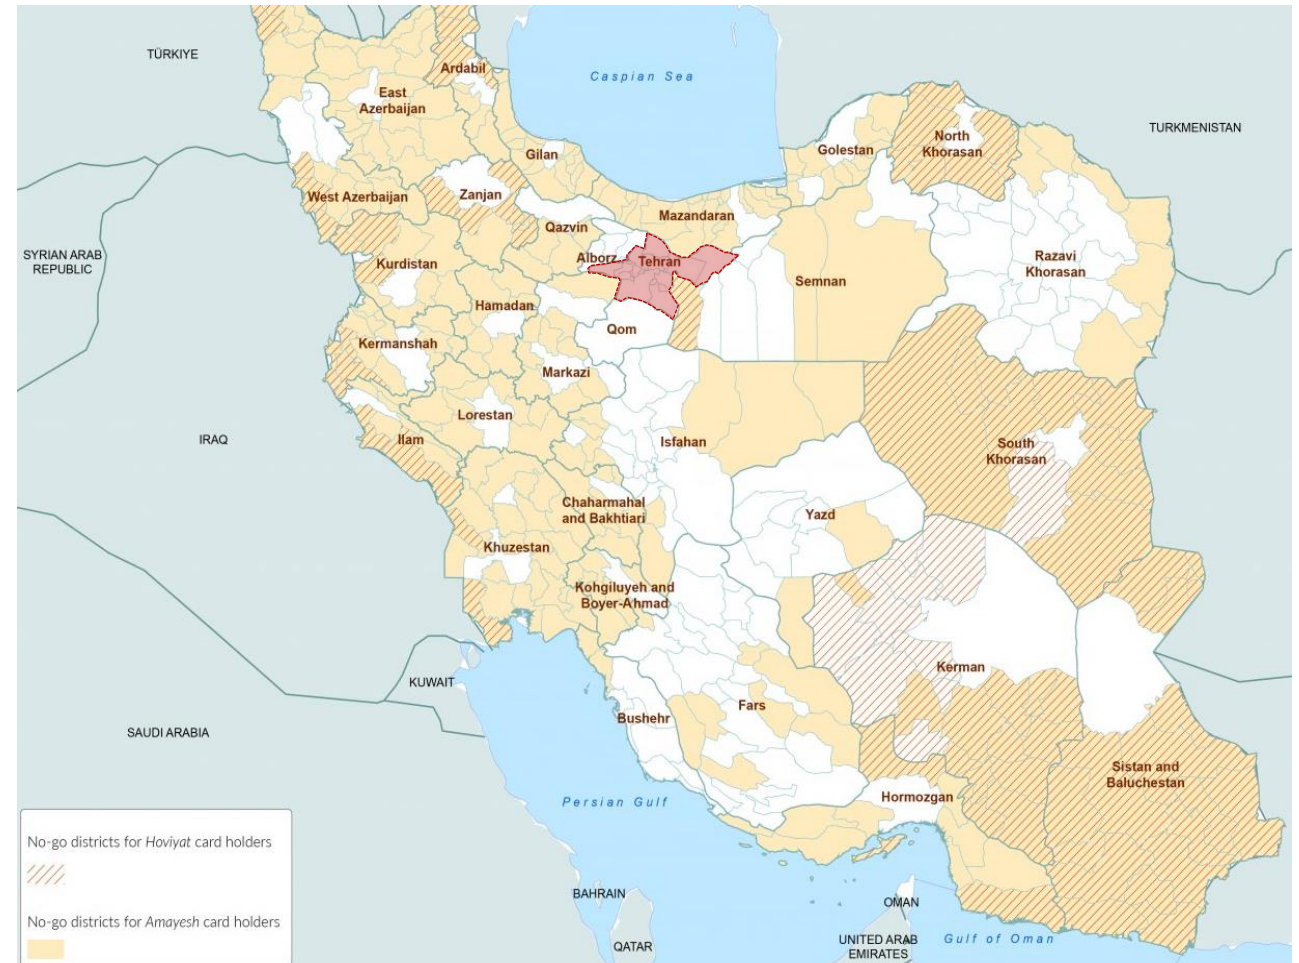 TÜRKIYE
Caspian Sea
Ardabil
East
Azerbaijan
TURKMENISTAN
North
Khorasan
Golestan
Gilan
Zanjan
West Azerbaijan
Mazandaran
Qazvin
SYRIAN ARAB
REPUBLIC
Alborz
Tehran
Razavi
Khorasan
Kurdistan
Semnan
Hamadan
Qom
Kermanshah
Markazi
Lorestan
IRAQ
Ilam
Isfahan
South
Khorasan
Chaharmahal
and Bakhtiari
Yazd
Khuzestan
Kohgiluyeh and
Boyer-Ahmad
Kerman
KUWAIT
Fars
Bushehr
SAUDI ARABIA
Sistan and
Baluchestan
Persian Gulf
Hormozgan
No-go districts for Hoviyat card holders
No-go districts for Amayesh card holders
BAHRAIN
OMAN
QATAR
UNITED ARAB
EMIRATES
Gulf of Oman